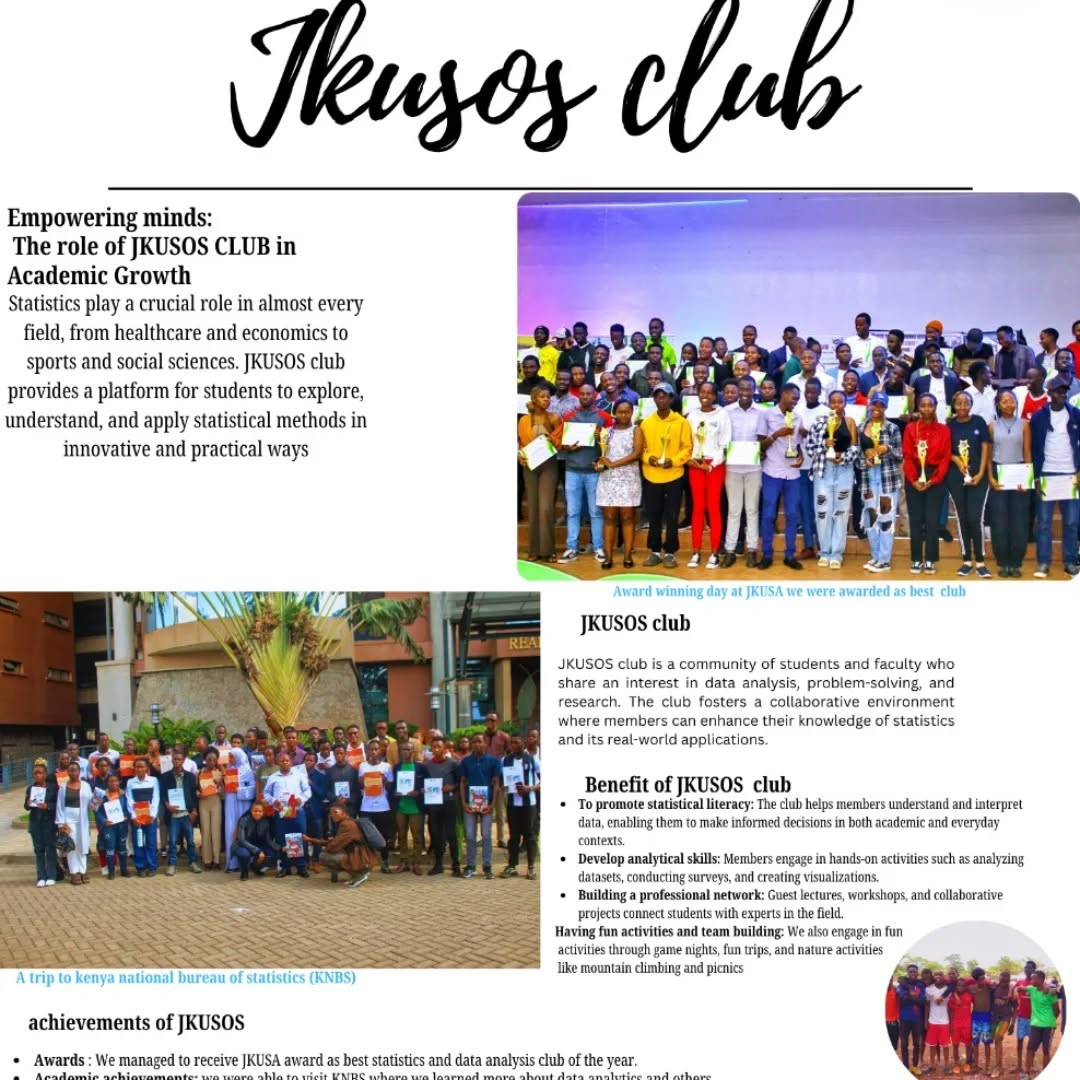 Jkusos club
Empowering minds:
The role of JKUSOS CLUB in
Academic Growth
Statistics play a crucial role in almost every
field, from healthcare and economics to
sports and social sciences. JKUSOS club
provides a platform for students to explore,
understand, and apply statistical methods in
innovative and practical ways
Award winning day at JKUSA we were awarded as best club
REA
JKUSOS club
JKUSOS club is a community of students and faculty who
share an interest in data analysis, problem-solving, and
research. The club fosters a collaborative environment
where members can enhance their knowledge of statistics
and its real-world applications.
Benefit of JKUSOS club
• To promote statistical literacy: The club helps members understand and interpret
data, enabling them to make informed decisions in both academic and everyday
contexts.
• Develop analytical skills: Members engage in hands-on activities such as analyzing
datasets, conducting surveys, and creating visualizations.
• Building a professional network: Guest lectures, workshops, and collaborative
projects connect students with experts in the field.
Having fun activities and team building: We also engage in fun
activities through game nights, fun trips, and nature activities
like mountain climbing and picnics
A trip to kenya national bureau of statistics (KNBS)
achievements of JKUSOS
• Awards : We managed to receive JKUSA award as best statistics and data analysis club of the year.
• Academic achievements: we were able to visit KNBS where we learned more about data analytics and others